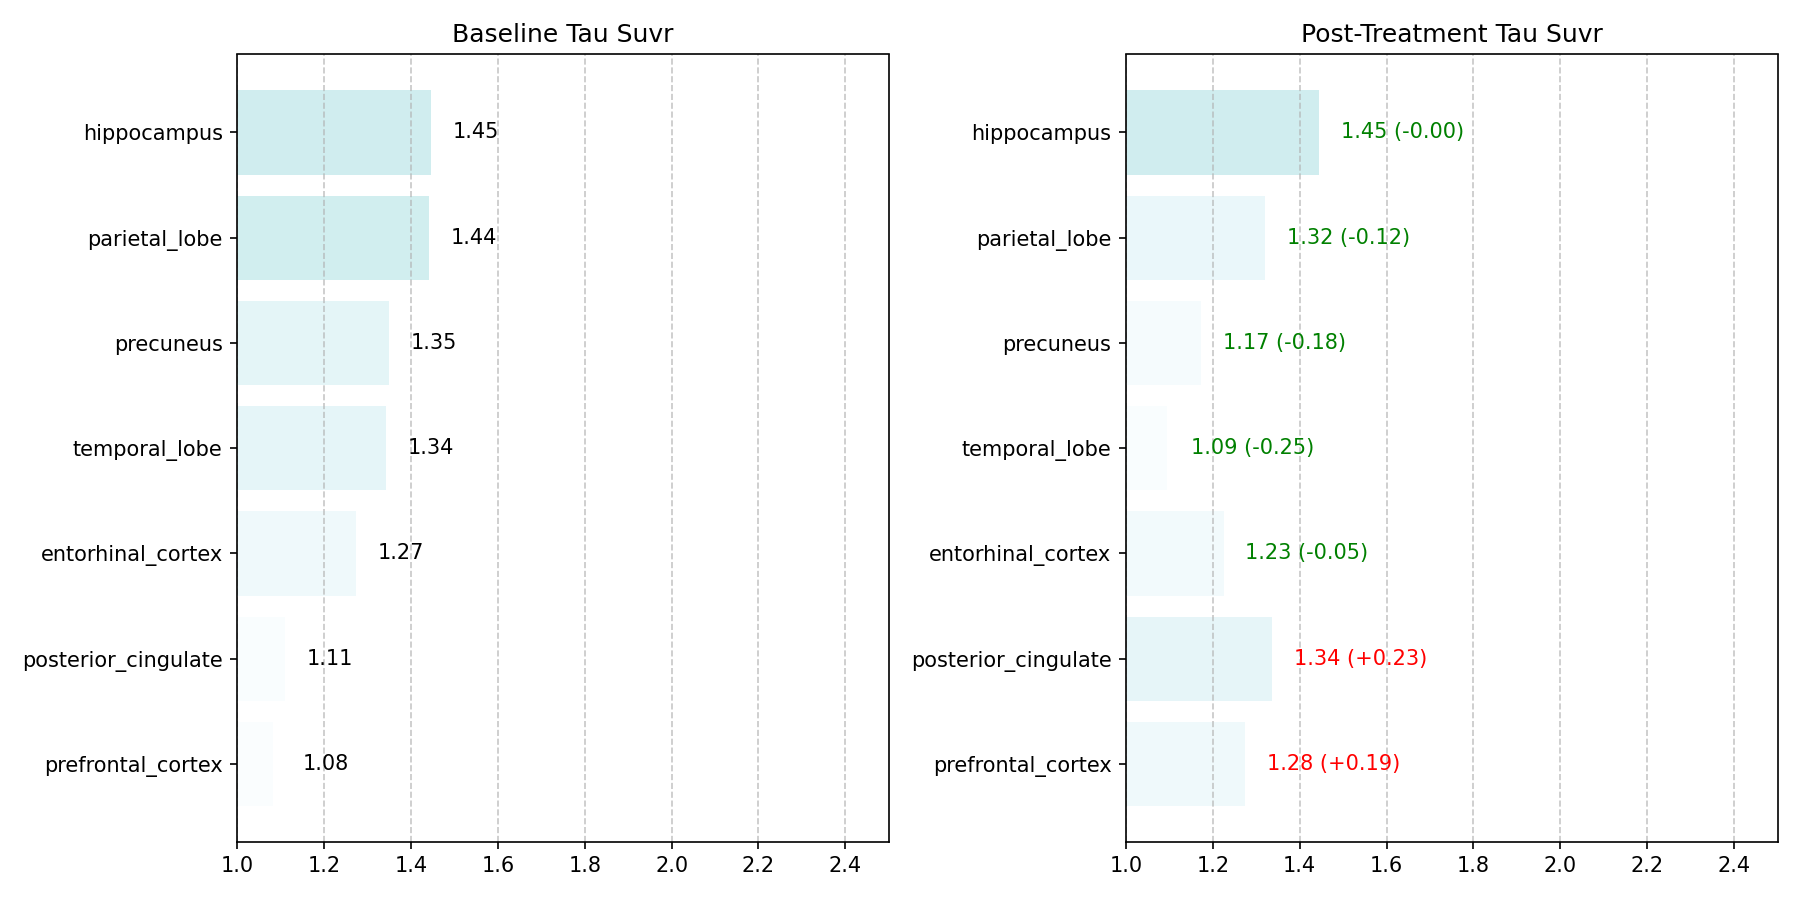 Baseline Tau Suvr
hippocampus 1.45
parietal_lobe 1.44
precuneus 1.35
temporal_lobe 1.34
entorhinal_cortex 1.27
posterior_cingulate 1.11
prefrontal_cortex 1.08
1.0 1.2 1.4 1.6 1.8 2.0 2.2 2.4
Post-Treatment Tau Suvr
hippocampus 1.45 (-0.00)
parietal_lobe 1.32 (-0.12)
precuneus 1.17 (-0.18)
temporal_lobe 1.09 (-0.25)
entorhinal_cortex 1.23 (-0.05)
posterior_cingulate 1.34 (+0.23)
prefrontal_cortex 1.28 (+0.19)
1.0 1.2 1.4 1.6 1.8 2.0 2.2 2.4